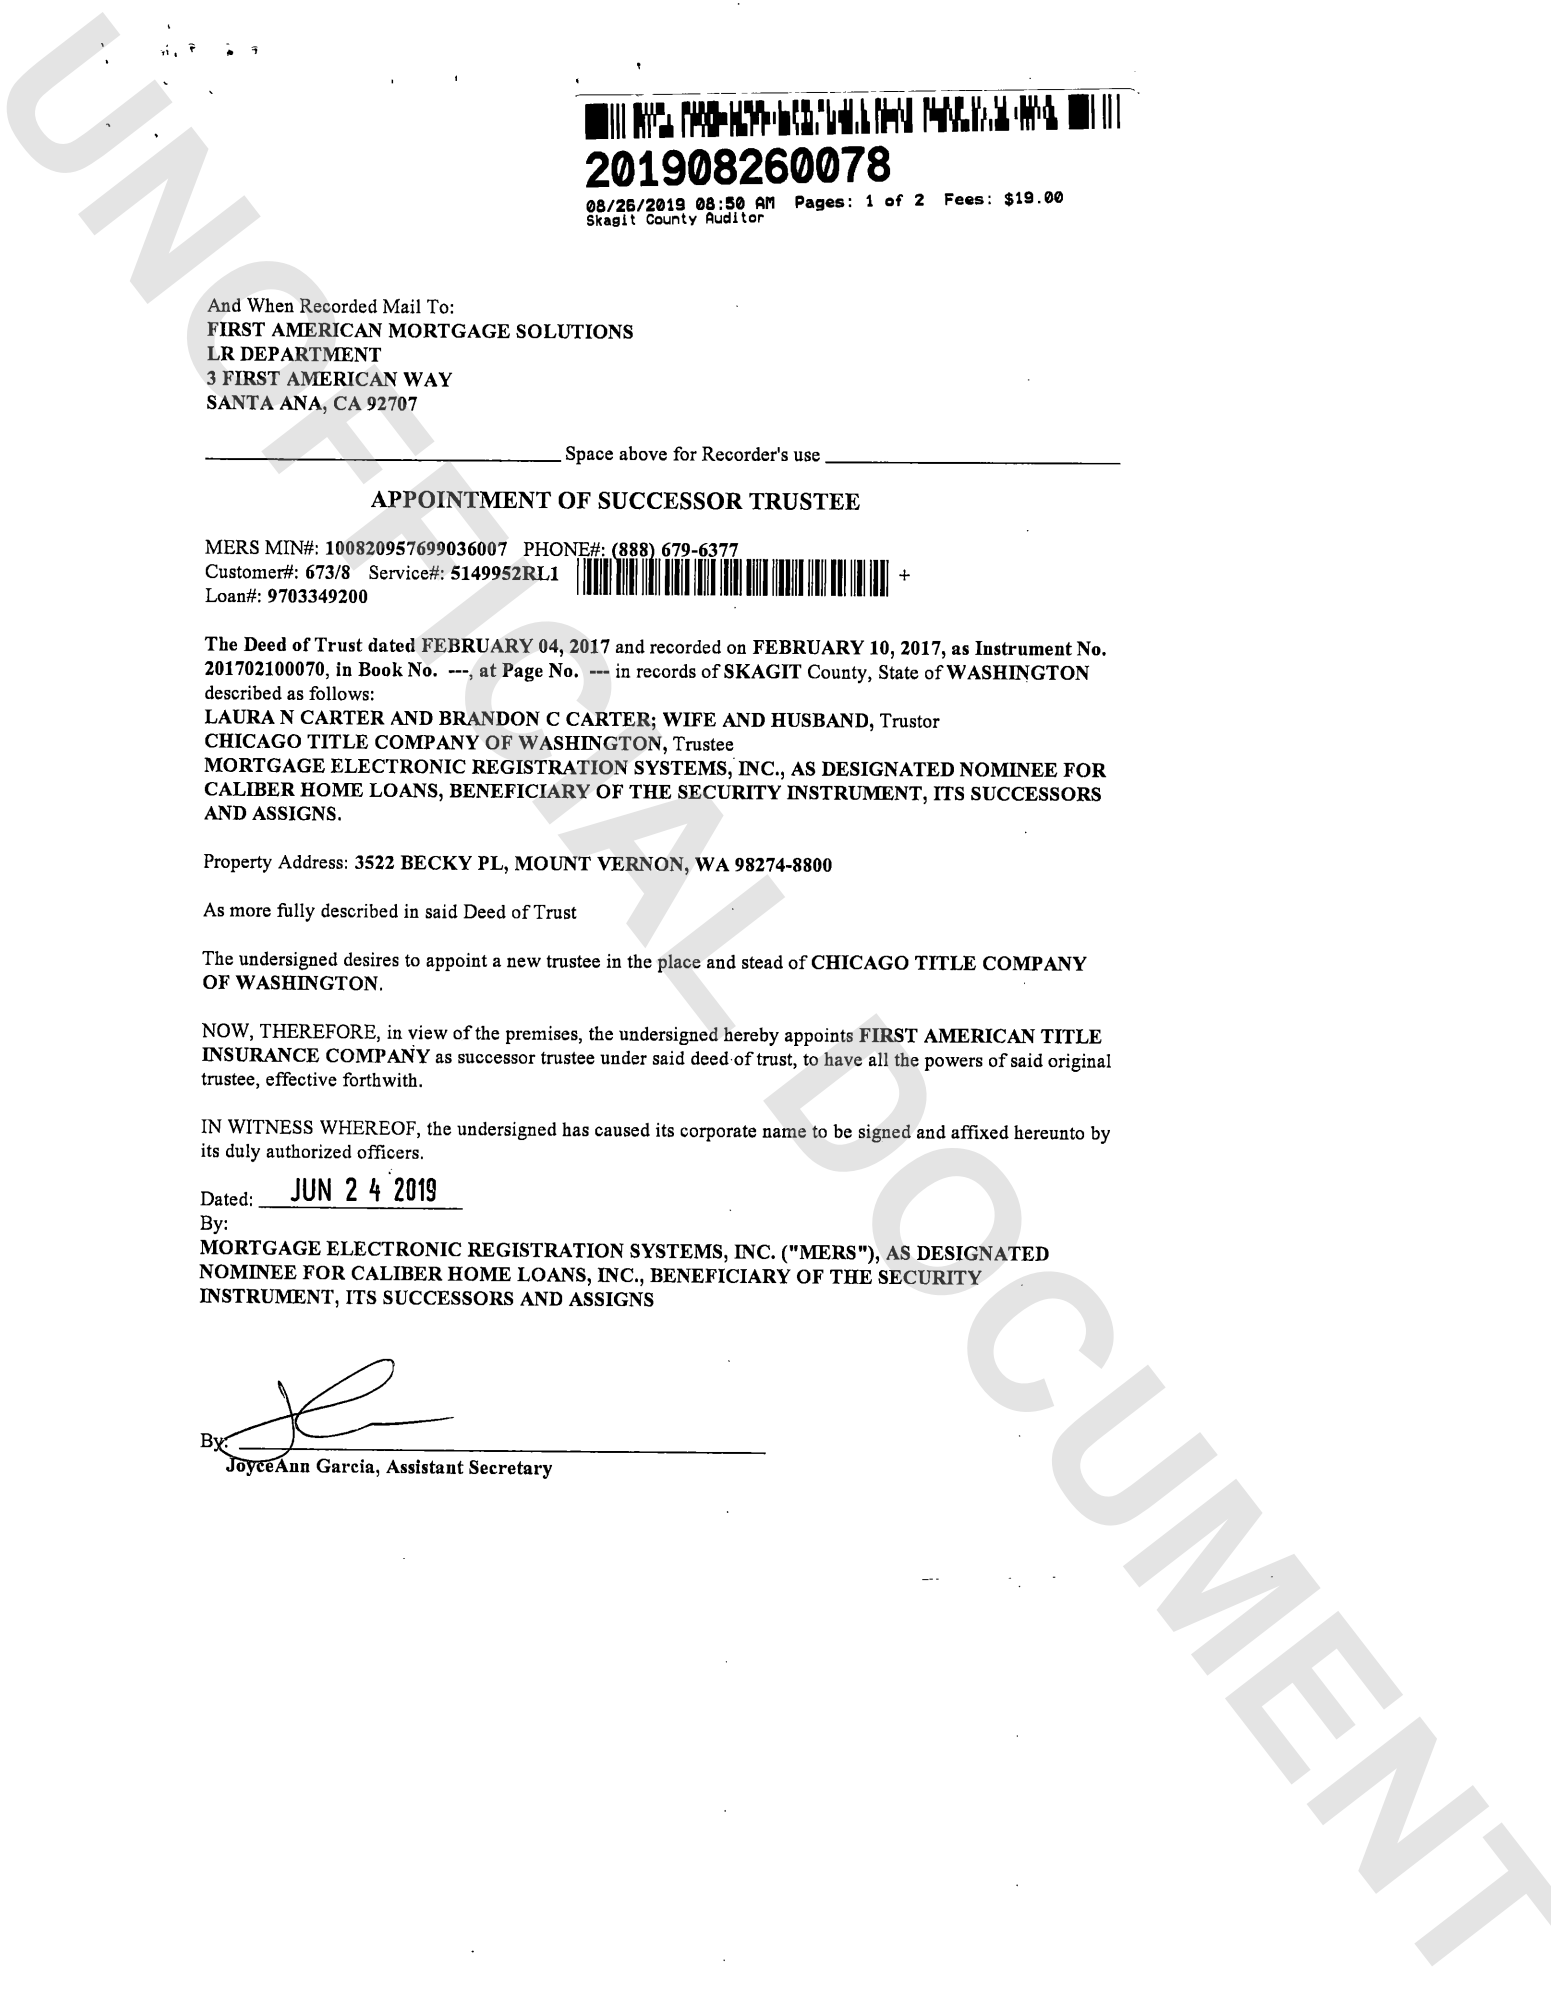 201908260078
08/26/2019 08:50 AM Pages: 1 of 2 Fees: $19.00
Skagit County Auditor
And When Recorded Mail To:
FIRST AMERICAN MORTGAGE SOLUTIONS
LR DEPARTMENT
3 FIRST AMERICAN WAY
SANTA ANA, CA 92707
Space above for Recorder's use
APPOINTMENT OF SUCCESSOR TRUSTEE
MERS MIN#: 100820957699036007 PHONE#: (888) 679-6377
Customer#: 673/8 Service#: 5149952RL1 +
Loan#: 9703349200
The Deed of Trust dated FEBRUARY 04, 2017 and recorded on FEBRUARY 10, 2017, as Instrument No.
201702100070, in Book No. ---, at Page No. --- in records of SKAGIT County, State of WASHINGTON
described as follows:
LAURA N CARTER AND BRANDON C CARTER; WIFE AND HUSBAND, Trustor
CHICAGO TITLE COMPANY OF WASHINGTON, Trustee
MORTGAGE ELECTRONIC REGISTRATION SYSTEMS, INC., AS DESIGNATED NOMINEE FOR
CALIBER HOME LOANS, BENEFICIARY OF THE SECURITY INSTRUMENT, ITS SUCCESSORS
AND ASSIGNS.
Property Address: 3522 BECKY PL, MOUNT VERNON, WA 98274-8800
As more fully described in said Deed of Trust
The undersigned desires to appoint a new trustee in the place and stead of CHICAGO TITLE COMPANY
OF WASHINGTON.
NOW, THEREFORE, in view of the premises, the undersigned hereby appoints FIRST AMERICAN TITLE
INSURANCE COMPANY as successor trustee under said deed of trust, to have all the powers of said original
trustee, effective forthwith.
IN WITNESS WHEREOF, the undersigned has caused its corporate name to be signed and affixed hereunto by
its duly authorized officers.
Dated: JUN 24 2019
By:
MORTGAGE ELECTRONIC REGISTRATION SYSTEMS, INC. ("MERS"), AS DESIGNATED
NOMINEE FOR CALIBER HOME LOANS, INC., BENEFICIARY OF THE SECURITY
INSTRUMENT, ITS SUCCESSORS AND ASSIGNS
By:
JoyceAnn Garcia, Assistant Secretary
UNOFFICIAL DOCUMENT